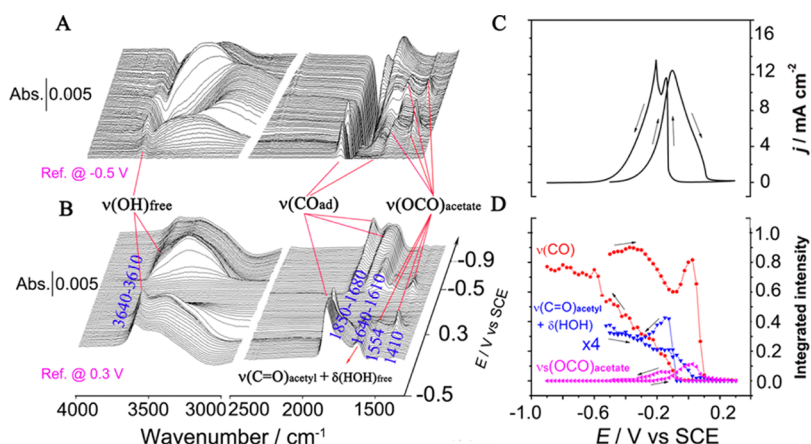 A
Abs. 0.005
Ref. @ -0.5 V
ν(OH)free
ν(COad)
ν(OCO)acetate
B
Abs. 0.005
3640-3610
1850-1680
1640-1610
1554
1410
ν(C=O)acetyl + δ(HOH)free
Ref. @ 0.3 V
-0.9
-0.5
0.3
-0.5
E / V vs SCE
4000 3500 3000 2500 1500
Wavenumber / cm-1
C
16
12
8
4
0
j / mA cm-2
D
ν(CO)
ν(C=O)acetyl
+ δ(HOH)
x4
νs(OCO)acetate
1.0
0.8
0.6
0.4
0.2
0.0
Integrated intensity
-1.0 -0.6 -0.2 0.2
E / V vs SCE